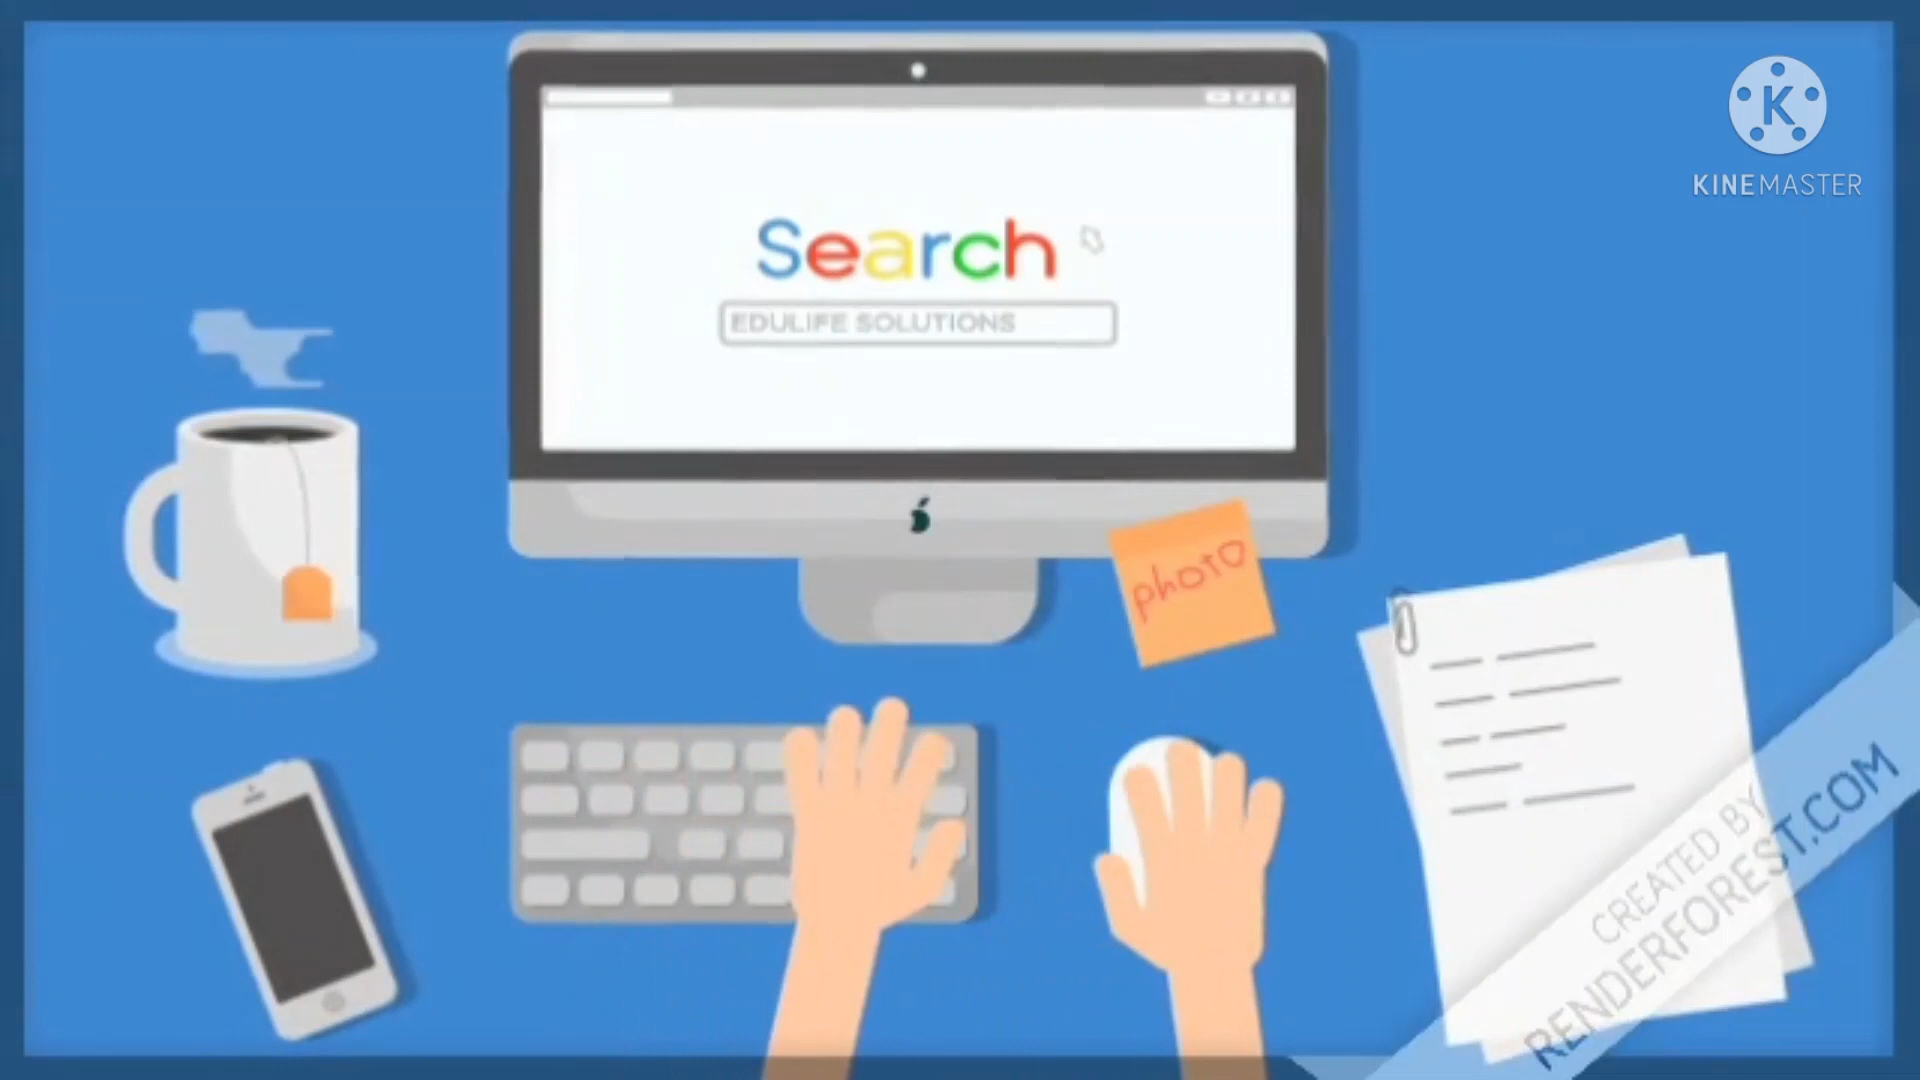 K
KINEMASTER
Search
EDULIFE SOLUTIONS
photo
CREATED BY
RENDERFOREST.COM